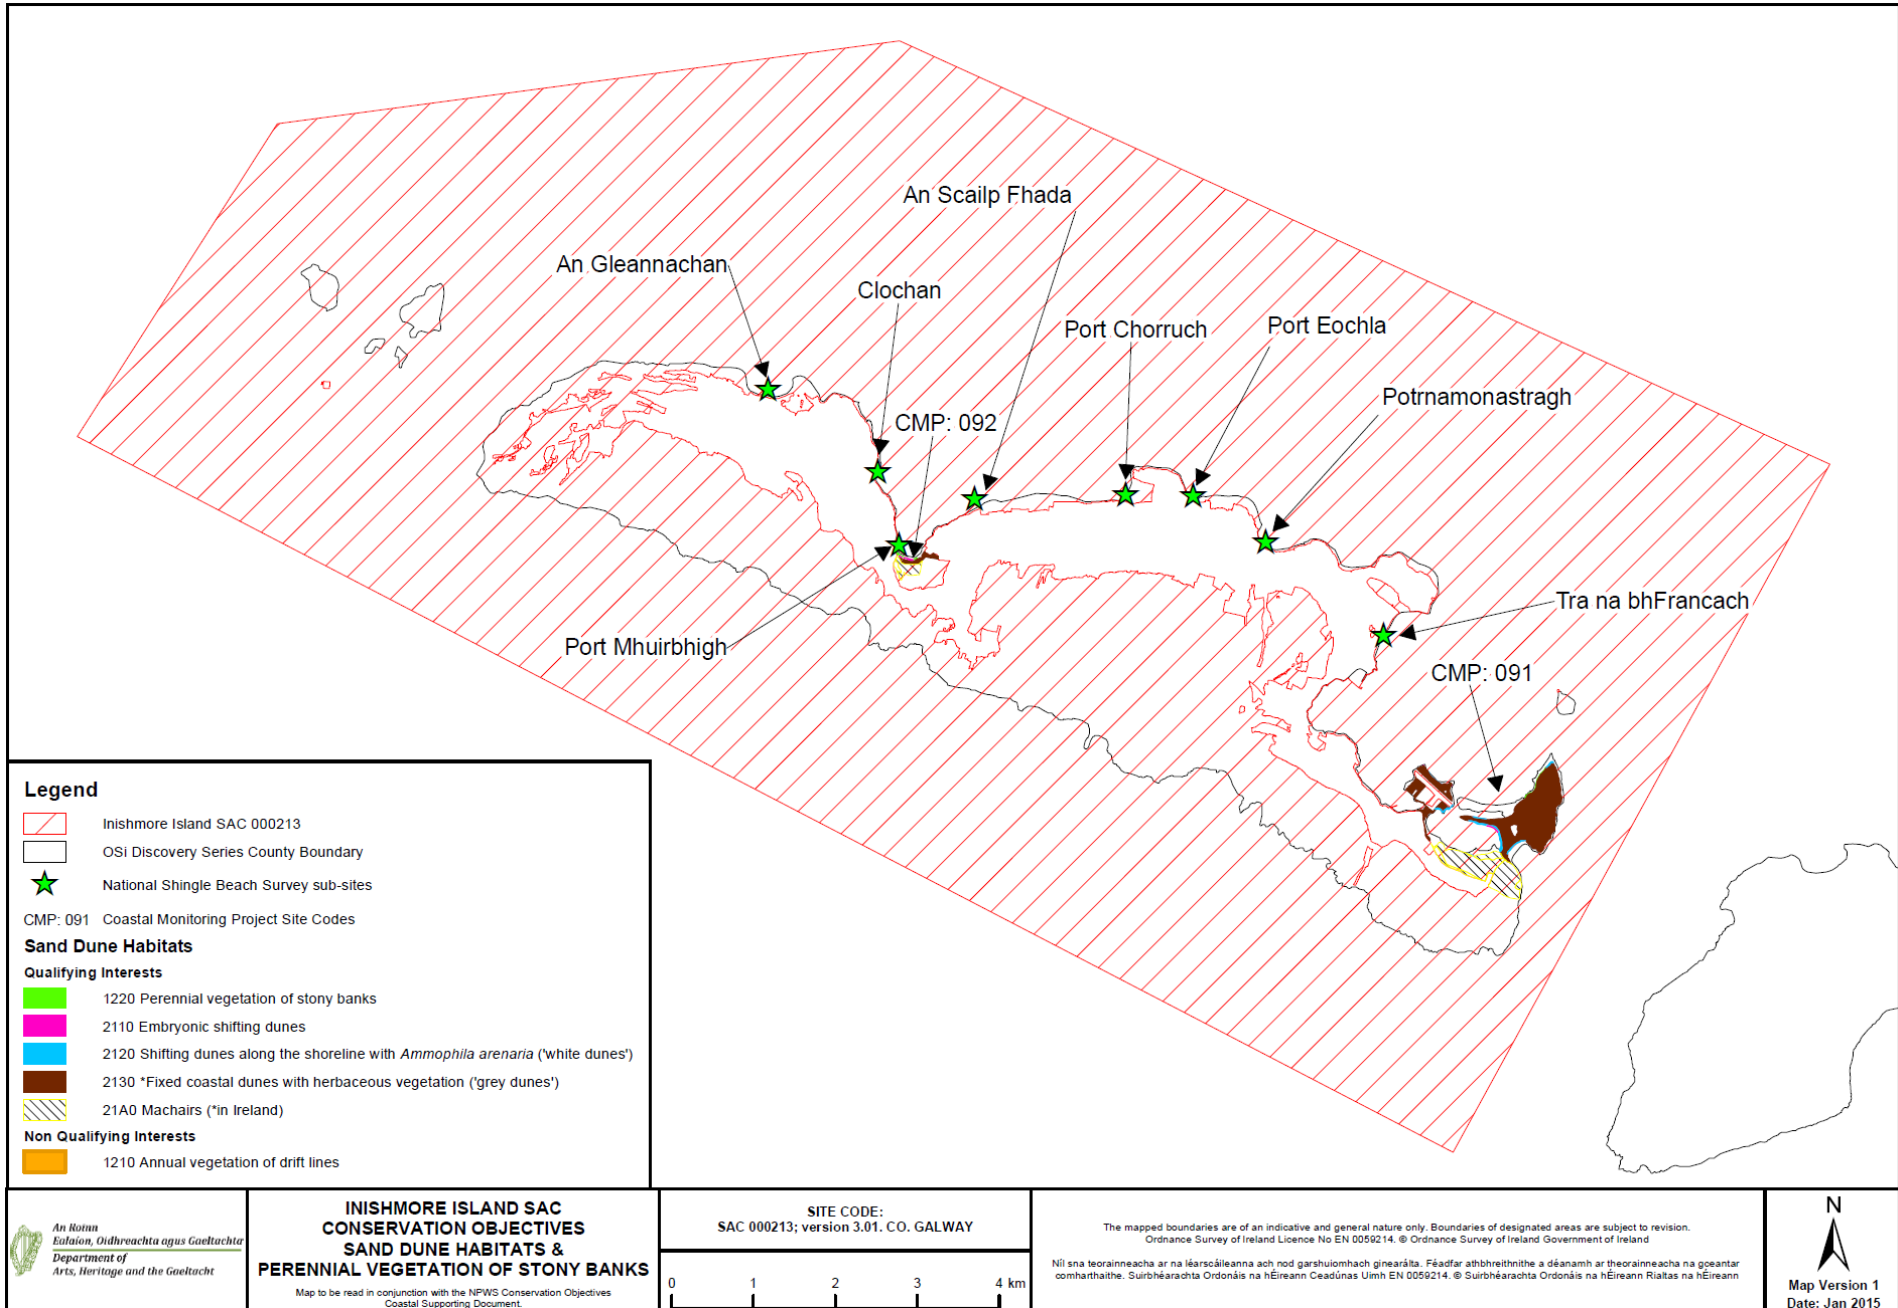 An Scailp Fhada
An Gleannachan
Clochan
Port Chorruch
Port Eochla
Potrnamonastragh
CMP: 092
Tra na bhFrancach
Port Mhuirbhigh
CMP: 091
Legend
Inishmore Island SAC 000213
OSi Discovery Series County Boundary
National Shingle Beach Survey sub-sites
CMP: 091 Coastal Monitoring Project Site Codes
Sand Dune Habitats
Qualifying Interests
1220 Perennial vegetation of stony banks
2110 Embryonic shifting dunes
2120 Shifting dunes along the shoreline with Ammophila arenaria ('white dunes')
2130 *Fixed coastal dunes with herbaceous vegetation ('grey dunes')
21A0 Machairs (*in Ireland)
Non Qualifying Interests
1210 Annual vegetation of drift lines
An Roinn
Ealaíon, Oidhreachta agus Gaeltachta
Department of
Arts, Heritage and the Gaeltacht
INISHMORE ISLAND SAC
CONSERVATION OBJECTIVES
SAND DUNE HABITATS &
PERENNIAL VEGETATION OF STONY BANKS
Map to be read in conjunction with the NPWS Conservation Objectives
Coastal Supporting Document.
SITE CODE:
SAC 000213; version 3.01. CO. GALWAY
0 1 2 3 4 km
The mapped boundaries are of an indicative and general nature only. Boundaries of designated areas are subject to revision.
Ordnance Survey of Ireland Licence No EN 0059214. © Ordnance Survey of Ireland Government of Ireland
Níl sna teorainneacha ar na léarscáileanna ach nod garshuiomhach ginearálta. Féadfar athbhreithnithe a déanamh ar theorainneacha na gceantar
comharthaithe. Suirbhéarachta Ordonáis na hÉireann Ceadúnas Uimh EN 0059214. © Suirbhéarachta Ordonáis na hÉireann Rialtas na hÉireann
N
Map Version 1
Date: Jan 2015